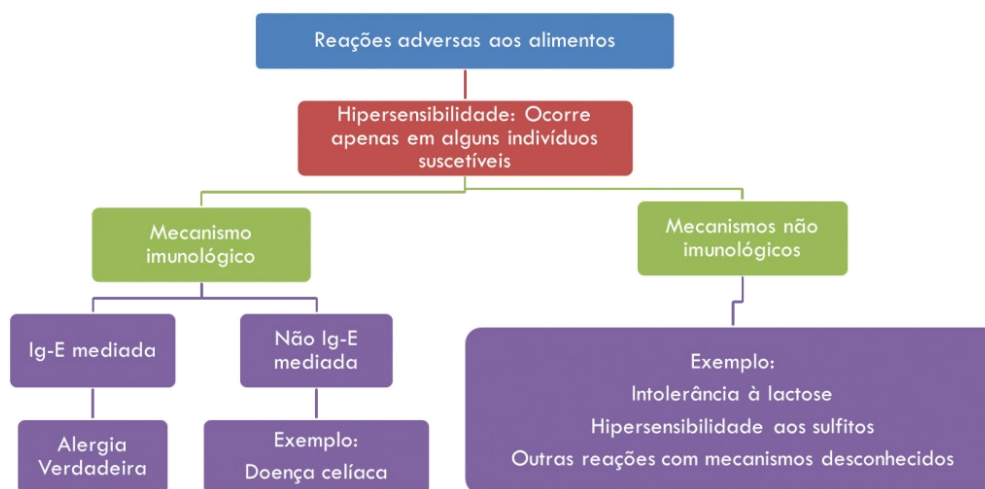 Reações adversas aos alimentos
Hipersensibilidade: Ocorre
apenas em alguns indivíduos
suscetíveis
Mecanismo
imunológico
Mecanismos não
imunológicos
Ig-E mediada
Não Ig-E
mediada
Alergia
Verdadeira
Exemplo:
Doença celíaca
Exemplo:
Intolerância à lactose
Hipersensibilidade aos sulfitos
Outras reações com mecanismos desconhecidos